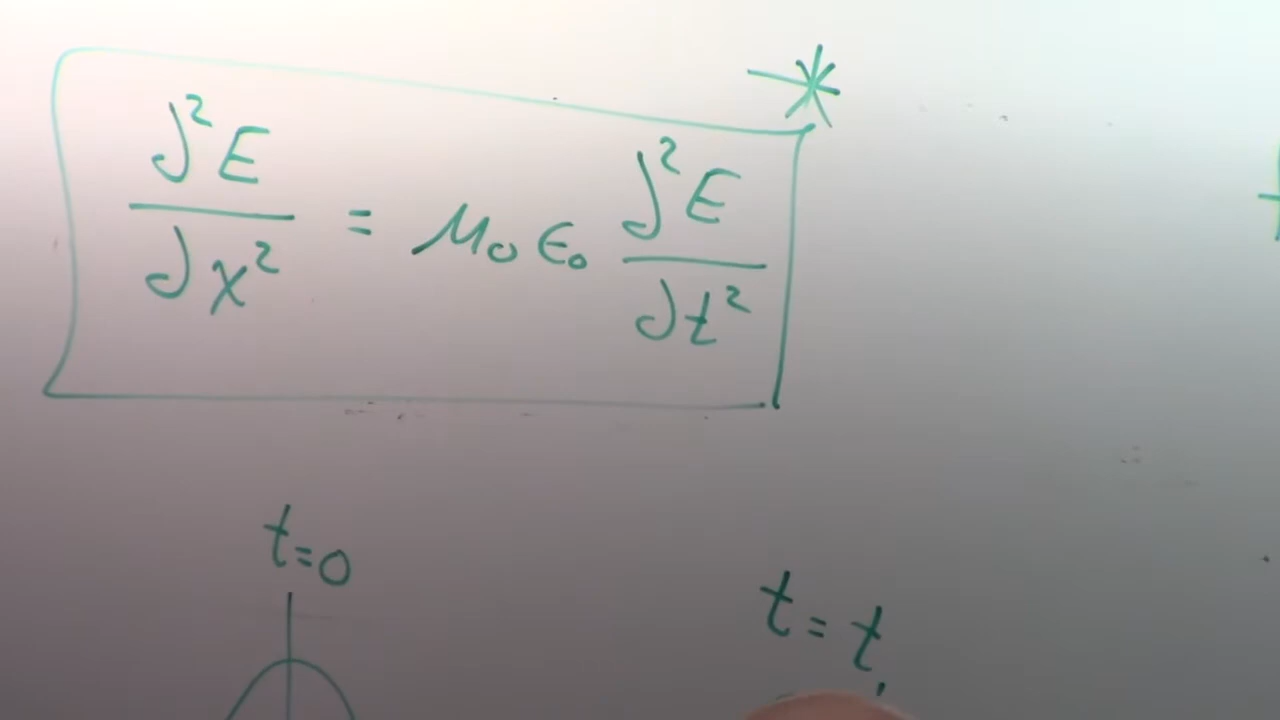 *
∂²E/∂x² = μ₀ε₀ ∂²E/∂t²
t=0
t = t₁